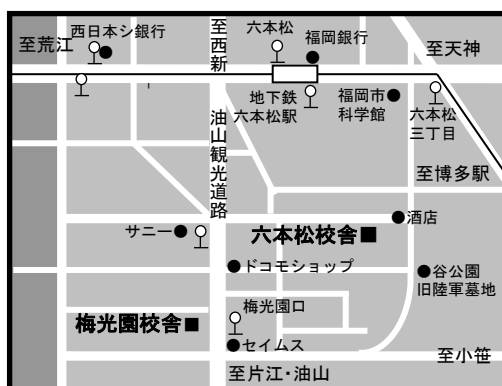 西日本シ銀行
至荒江
至西新
六本松
福岡銀行
至天神
地下鉄
六本松駅
福岡市
科学館
六本松
三丁目
油山観光道路
至博多駅
サニー
六本松校舎
酒店
ドコモショップ
谷公園
旧陸軍墓地
梅光園校舎
梅光園口
セイムス
至小笹
至片江・油山